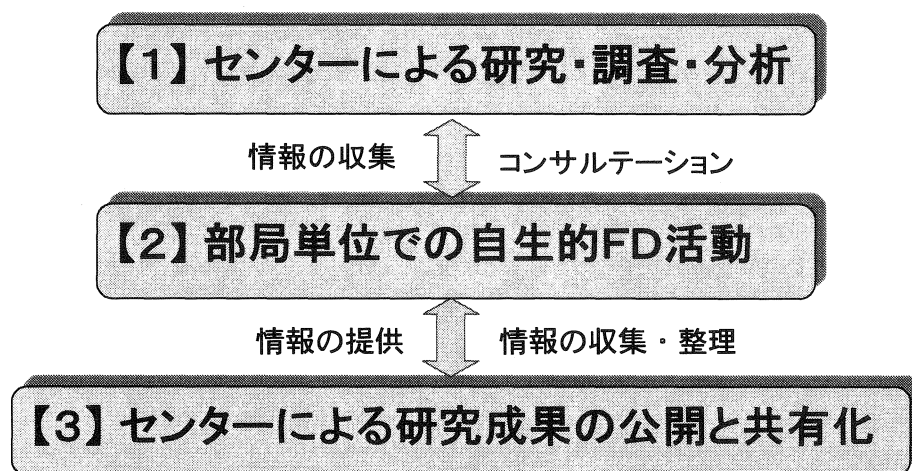 【1】センターによる研究・調査・分析
情報の収集 コンサルテーション
【2】部局単位での自生的FD活動
情報の提供 情報の収集・整理
【3】センターによる研究成果の公開と共有化